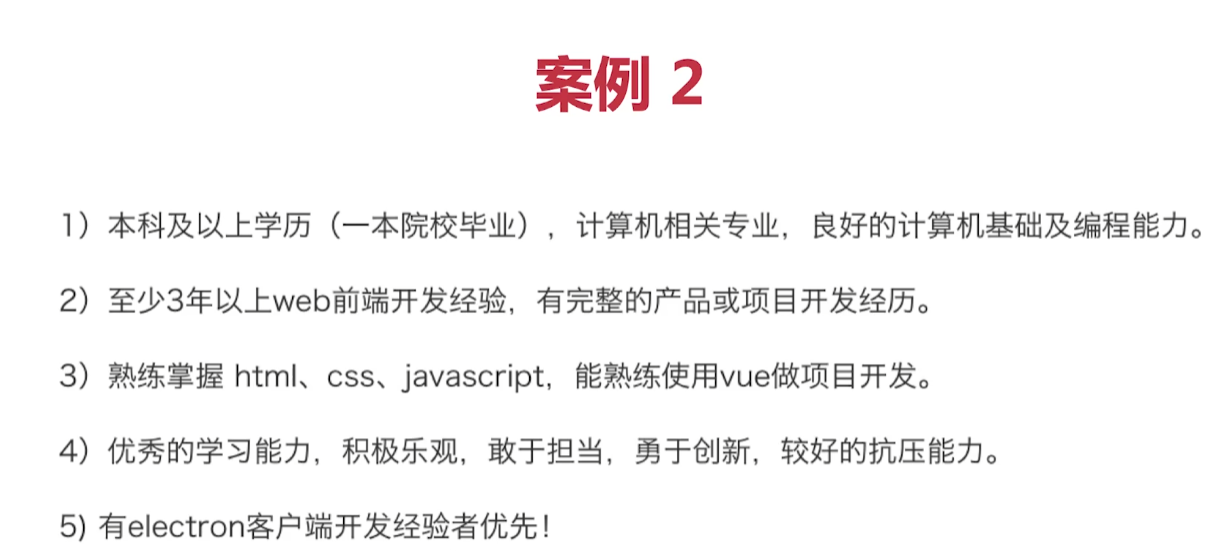 案例 2
1）本科及以上学历（一本院校毕业），计算机相关专业，良好的计算机基础及编程能力。
2）至少3年以上web前端开发经验，有完整的产品或项目开发经历。
3）熟练掌握 html、css、javascript，能熟练使用vue做项目开发。
4）优秀的学习能力，积极乐观，敢于担当，勇于创新，较好的抗压能力。
5) 有electron客户端开发经验者优先！